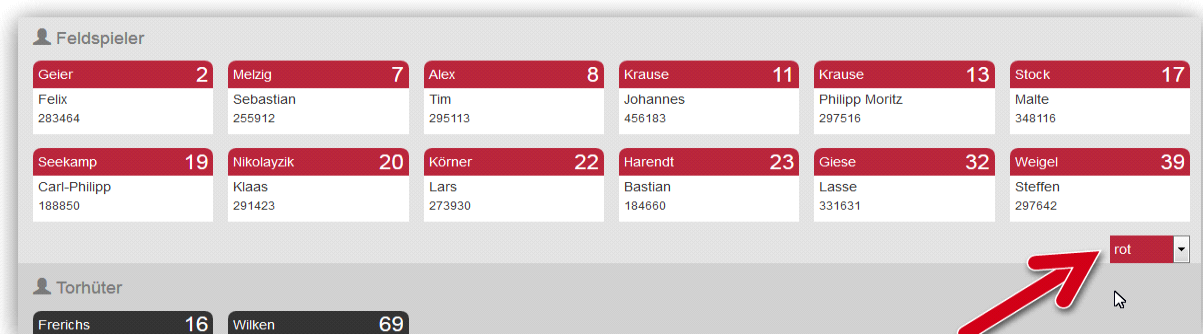 Feldspieler
Geier 2 Melzig 7 Alex 8 Krause 11 Krause 13 Stock 17
Felix Sebastian Tim Johannes Philipp Moritz Malte
283464 255912 295113 456183 297516 348116
Seekamp 19 Nikolayzik 20 Körner 22 Harendt 23 Giese 32 Weigel 39
Carl-Philipp Klaas Lars Bastian Lasse Steffen
188850 291423 273930 184660 331631 297642
rot
Torhüter
Frerichs 16 Wilken 69